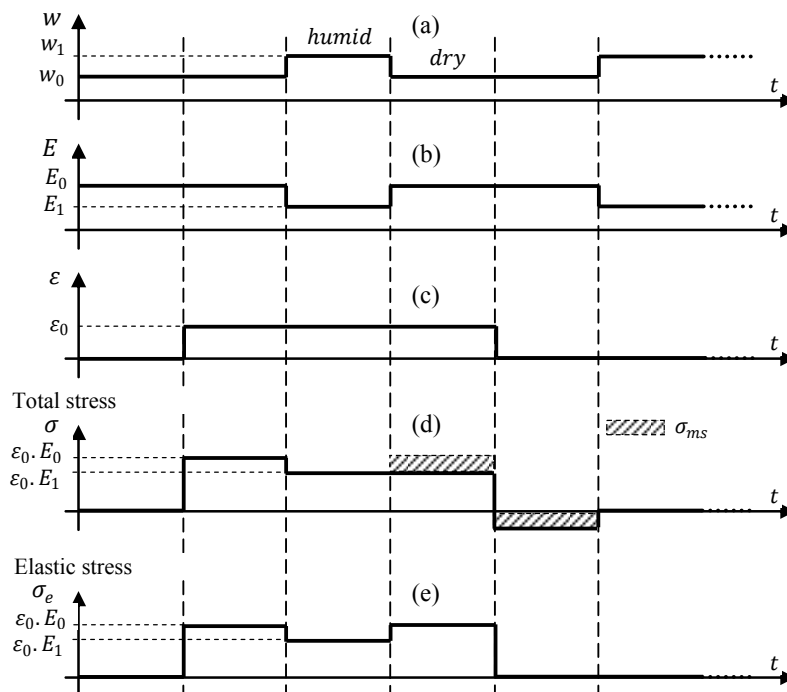 w (a)
w₁ humid
w₀ dry
t
E (b)
E₀
E₁ t
ε (c)
ε₀
t
Total stress
σ (d) σₘₛ
ε₀. E₀
ε₀. E₁
t
Elastic stress
σₑ (e)
ε₀. E₀
ε₀. E₁
t